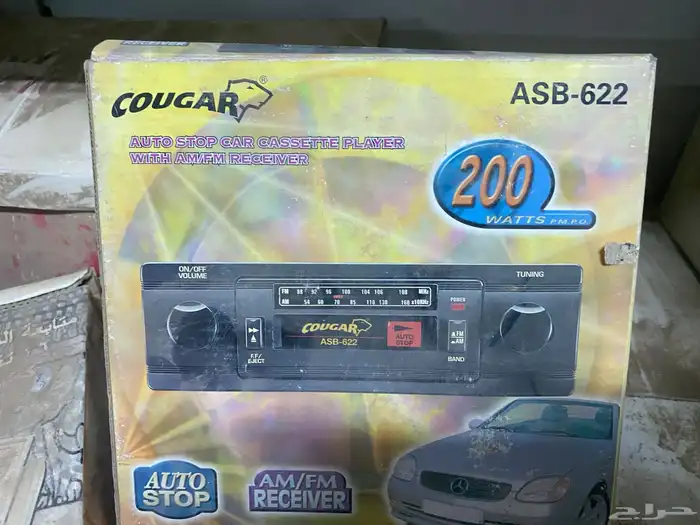 RECEIVER
COUGAR®
ASB-622
AUTO STOP CAR CASSETTE PLAYER
WITH AM/FM RECEIVER
200
WATTS P.M.P.O.
ON/OFF
VOLUME
TUNING
FM 88 92 96 100 104 106 108 MHz
AM 54 60 70 85 110 130 160 x10KHz
POWER
COUGAR
ASB-622
AUTO
STOP
FM
AM
F.F/
EJECT
BAND
AUTO
STOP
AM/FM
RECEIVER
حراج